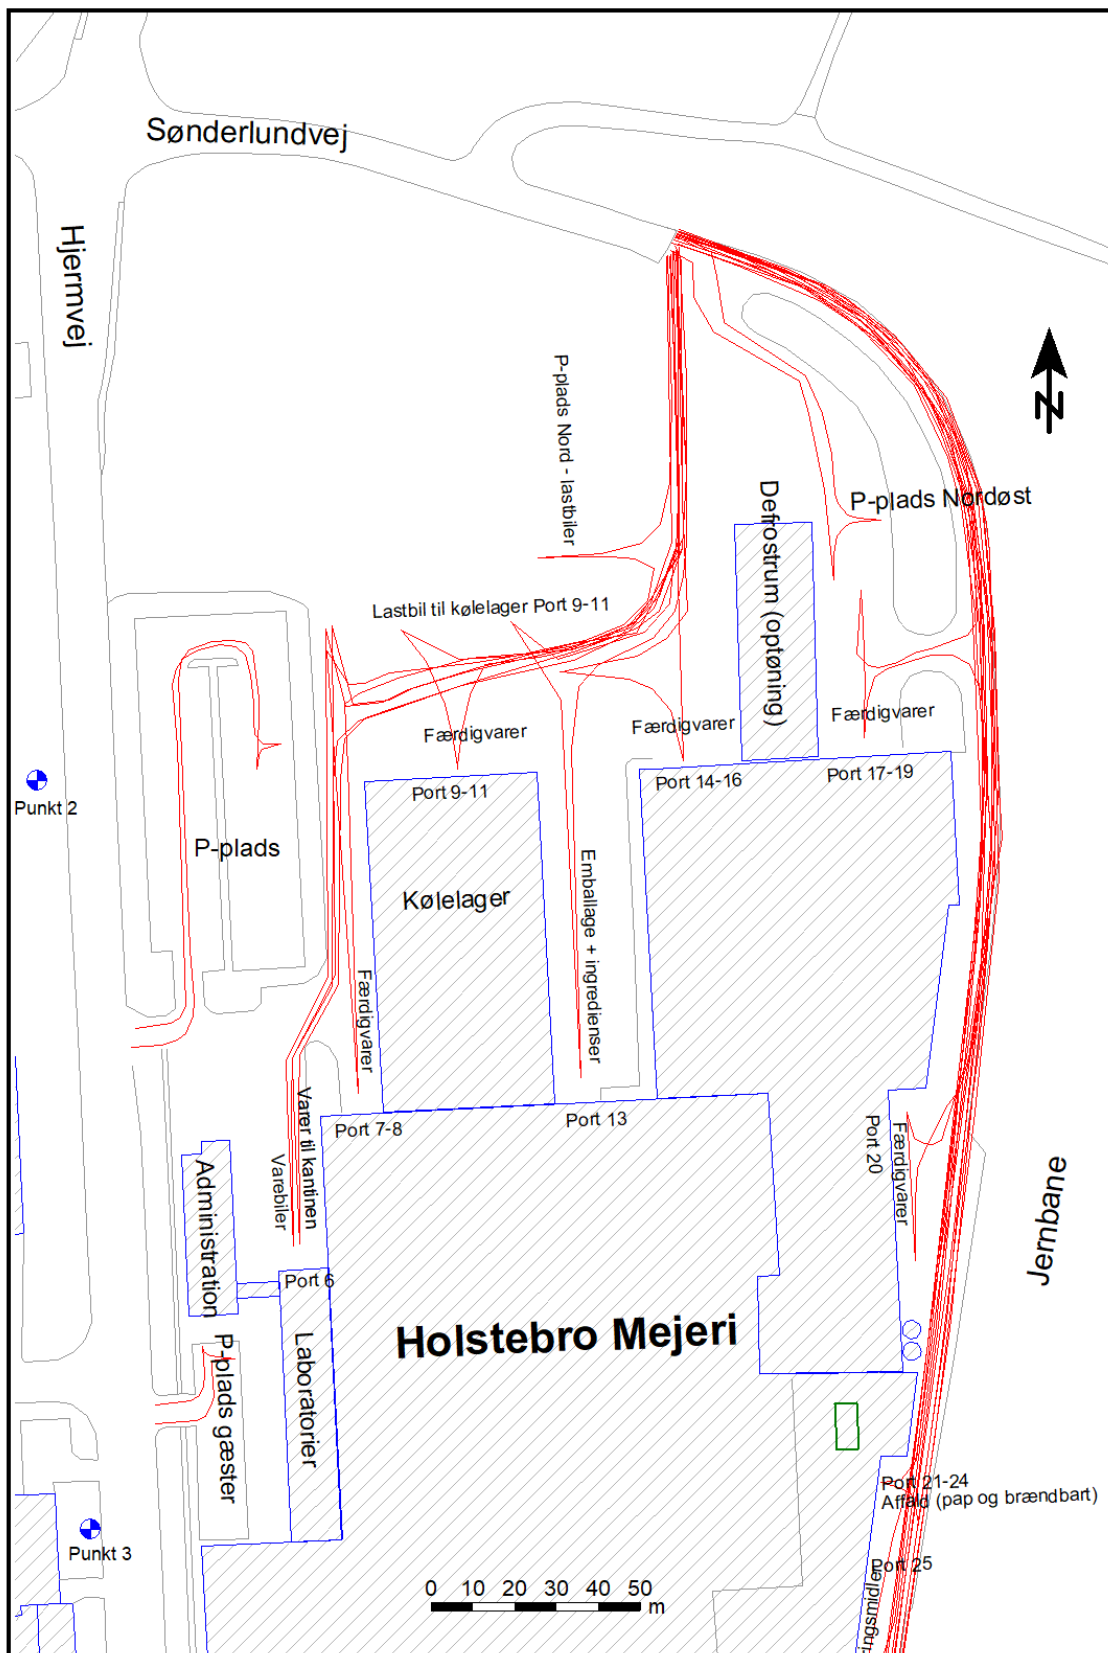 Sønderlundvej
Hjermvej
P-plads Nord - lastbiler
N
P-plads Nordøst
Defrostrum (optøning)
Lastbil til kølelager Port 9-11
Færdigvarer
Færdigvarer
Færdigvarer
Port 9-11
Port 14-16
Port 17-19
Punkt 2
P-plads
Kølelager
Emballage + ingredienser
Færdigvarer
Port 7-8
Port 13
Varer til kantinen
Varebiler
Port 20
Færdigvarer
Administration
Jernbane
Port 6
Holstebro Mejeri
P-plads gæster
Laboratorier
Port 21-24
Affald (pap og brændbart)
Punkt 3
Port 25
0 10 20 30 40 50
m